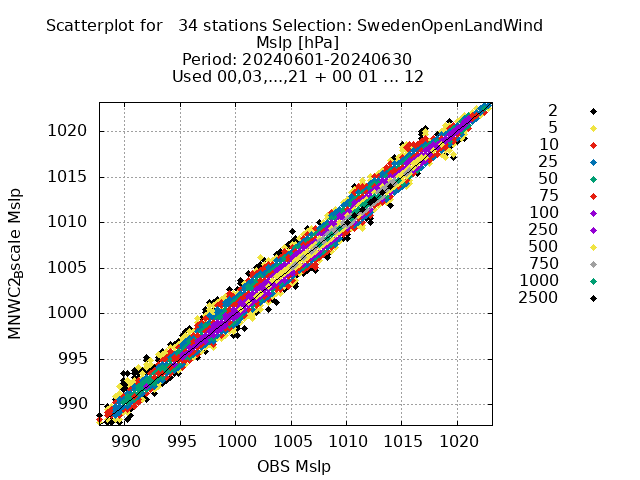 Scatterplot for   34 stations Selection: SwedenOpenLandWind
Mslp [hPa]
Period: 20240601-20240630
Used 00,03,...,21 + 00 01 ... 12
2
5
10
25
50
75
100
250
500
750
1000
2500
1020
1015
1010
1005
1000
995
990
990 995 1000 1005 1010 1015 1020
MNWC2.scale Mslp
OBS Mslp